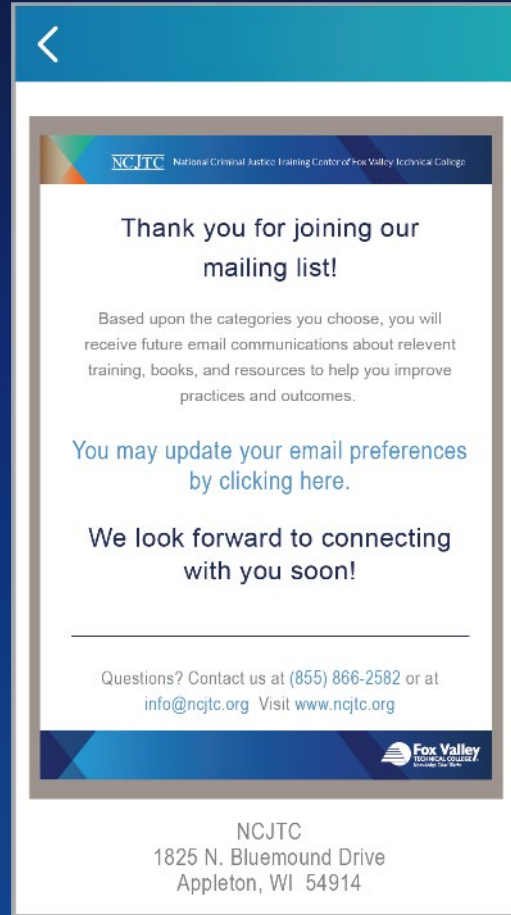 NCJTC National Criminal Justice Training Center of Fox Valley Technical College
Thank you for joining our
mailing list!
Based upon the categories you choose, you will
receive future email communications about relevent
training, books, and resources to help you improve
practices and outcomes.
You may update your email preferences
by clicking here.
We look forward to connecting
with you soon!
Questions? Contact us at (855) 866-2582 or at
info@ncjtc.org Visit www.ncjtc.org
Fox Valley
TECHNICAL COLLEGE
Knowledge That Works
NCJTC
1825 N. Bluemound Drive
Appleton, WI 54914